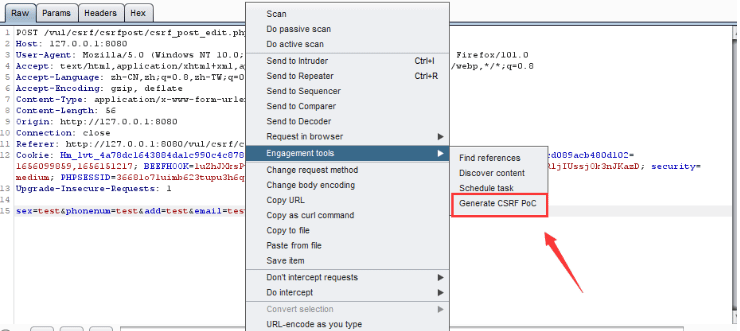 Raw Params Headers Hex
1 POST /vul/csrf/csrfpost/csrf_post_edit.ph
2 Host: 127.0.0.1:8080
3 User-Agent: Mozilla/5.0 (Windows NT 10.0; Firefox/101.0
4 Accept: text/html,application/xhtml+xml,a /webp,*/*;q=0.8
5 Accept-Language: zh-CN,zh;q=0.8,zh-TW;q=0
6 Accept-Encoding: gzip, deflate
7 Content-Type: application/x-www-form-urle
8 Content-Length: 56
9 Origin: http://127.0.0.1:8080
10 Connection: close
11 Referer: http://127.0.0.1:8080/vul/csrf/c
12 Cookie:
medium; PHPSESSID= security=
13 Upgrade-Insecure-Requests: 1
14
15 sex=test&phonenum=test&add=test&email=tes
Scan
Do passive scan
Do active scan
Send to Intruder Ctrl+I
Send to Repeater Ctrl+R
Send to Sequencer
Send to Comparer
Send to Decoder
Request in browser
Engagement tools
Change request method
Change body encoding
Copy URL
Copy as curl command
Copy to file
Paste from file
Save item
Don't intercept requests
Do intercept
Convert selection
URL-encode as you type
Find references
Discover content
Schedule task
Generate CSRF PoC